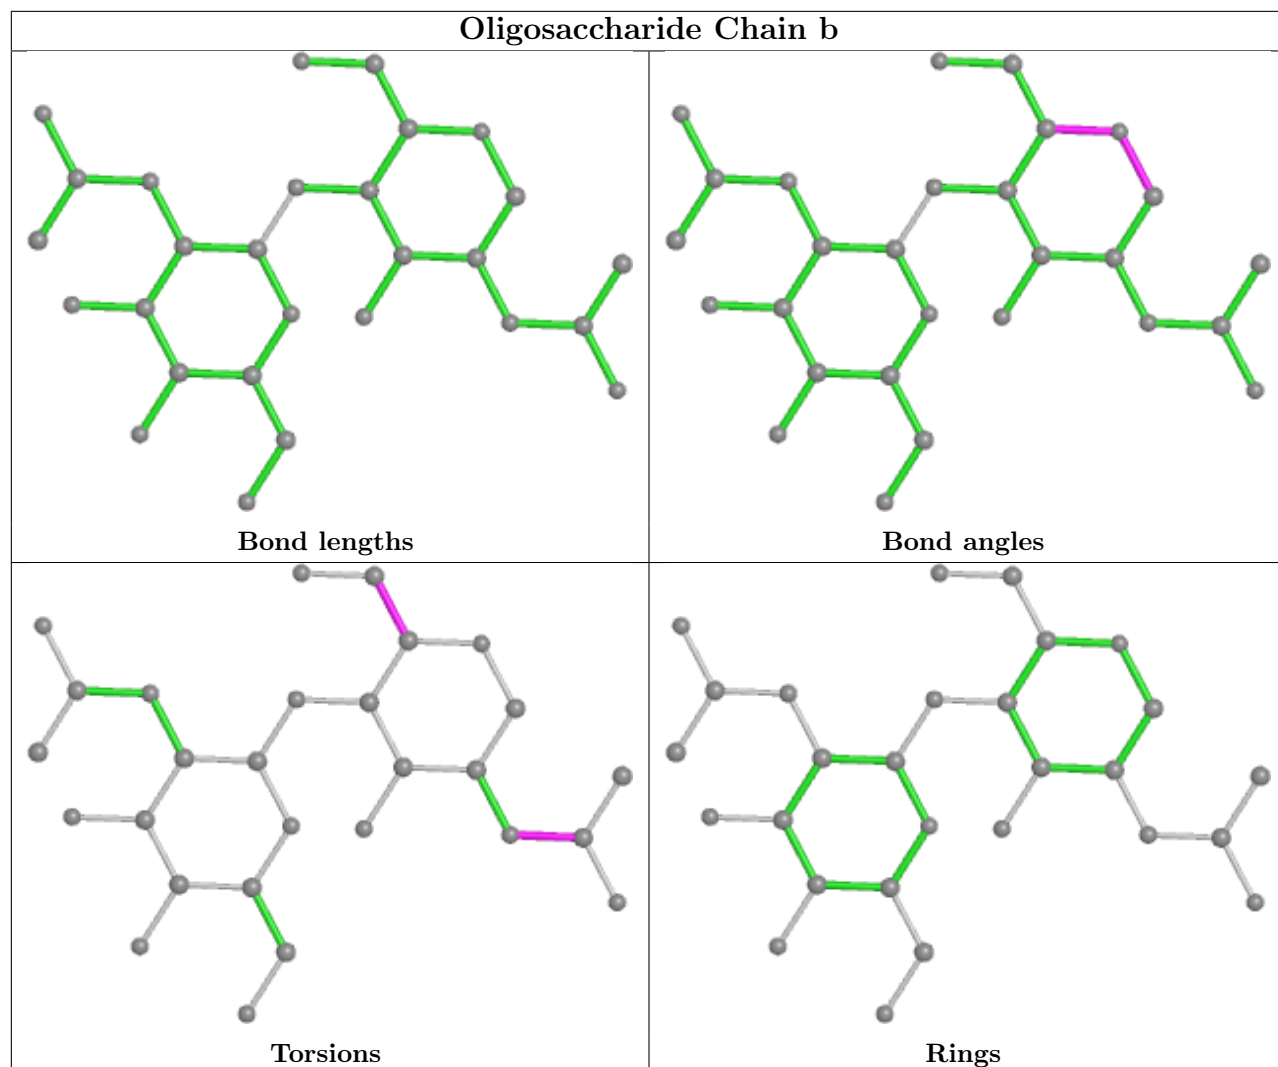 Oligosaccharide Chain b
Bond lengths
Bond angles
Torsions
Rings